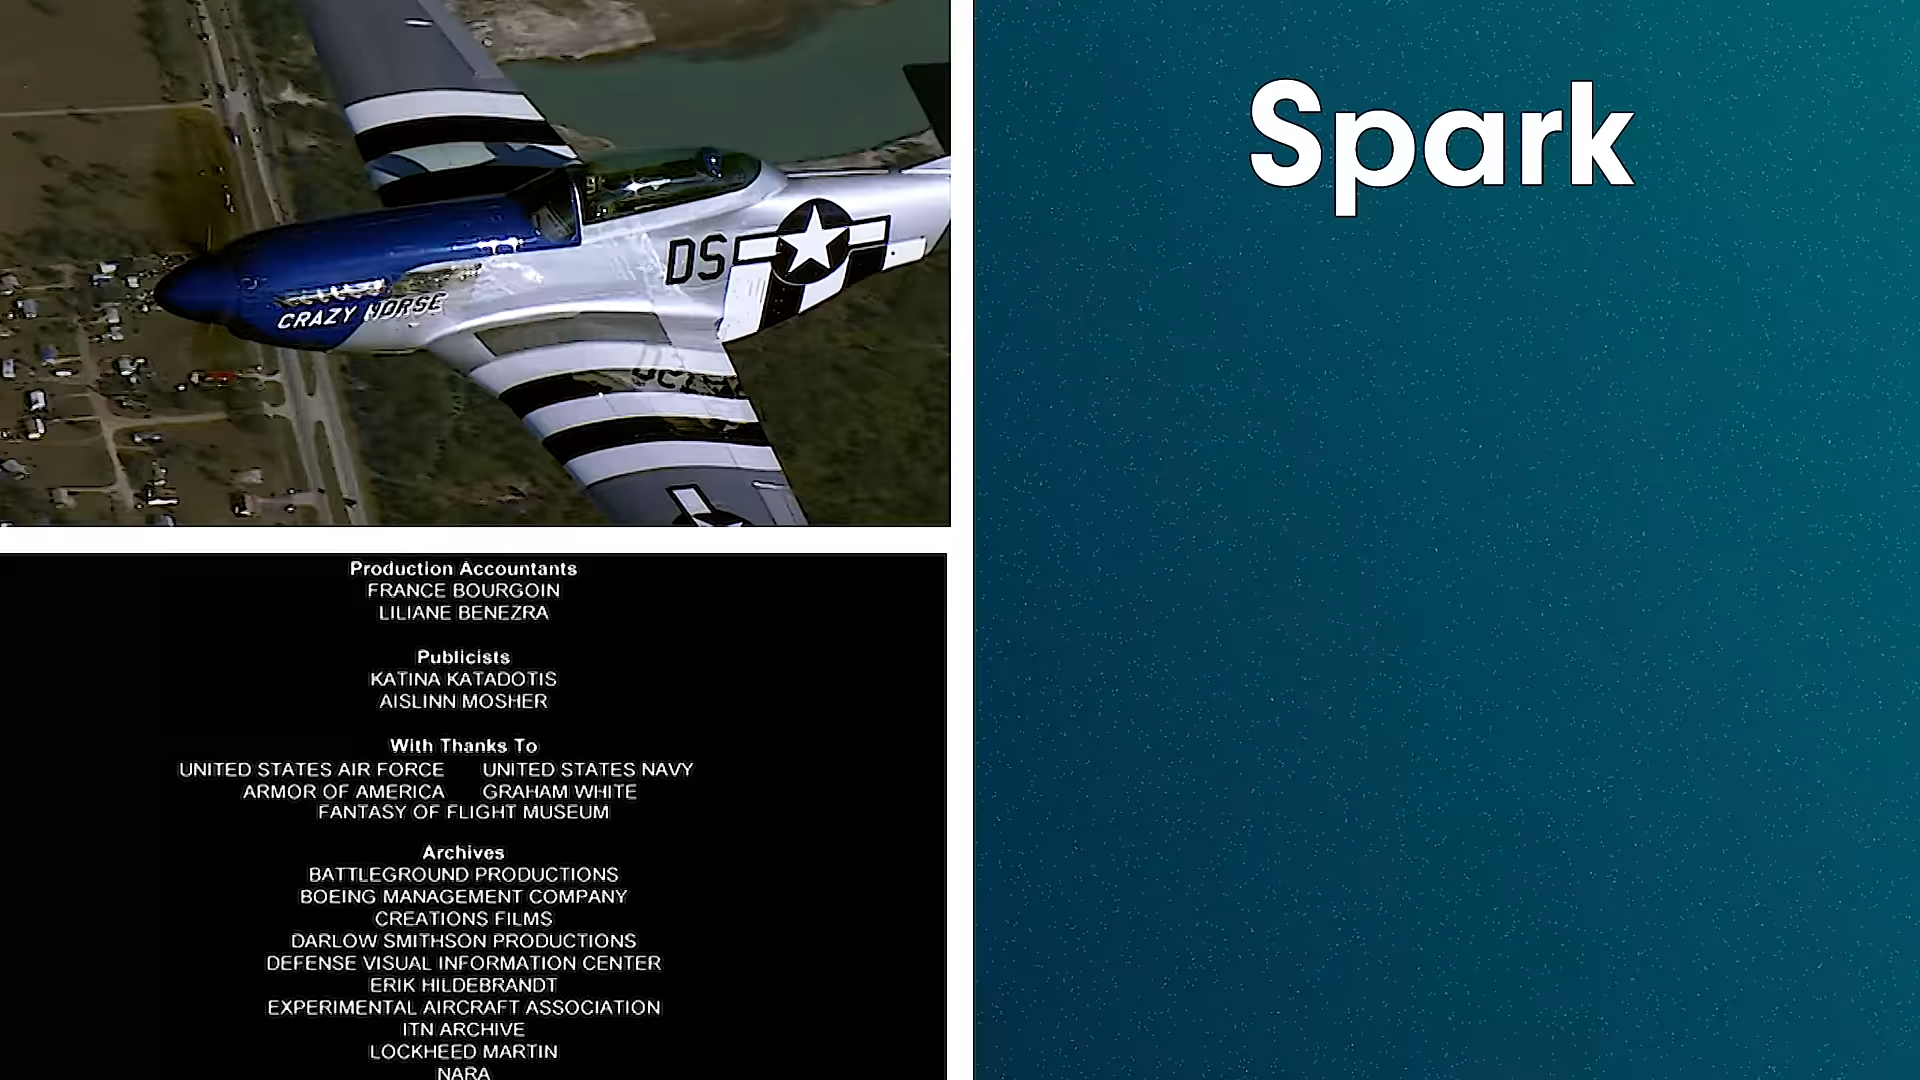 DS
CRAZY HORSE
Spark
Production Accountants
FRANCE BOURGOIN
LILIANE BENEZRA
Publicists
KATINA KATADOTIS
AISLINN MOSHER
With Thanks To
UNITED STATES AIR FORCE UNITED STATES NAVY
ARMOR OF AMERICA GRAHAM WHITE
FANTASY OF FLIGHT MUSEUM
Archives
BATTLEGROUND PRODUCTIONS
BOEING MANAGEMENT COMPANY
CREATIONS FILMS
DARLOW SMITHSON PRODUCTIONS
DEFENSE VISUAL INFORMATION CENTER
ERIK HILDEBRANDT
EXPERIMENTAL AIRCRAFT ASSOCIATION
ITN ARCHIVE
LOCKHEED MARTIN
NARA